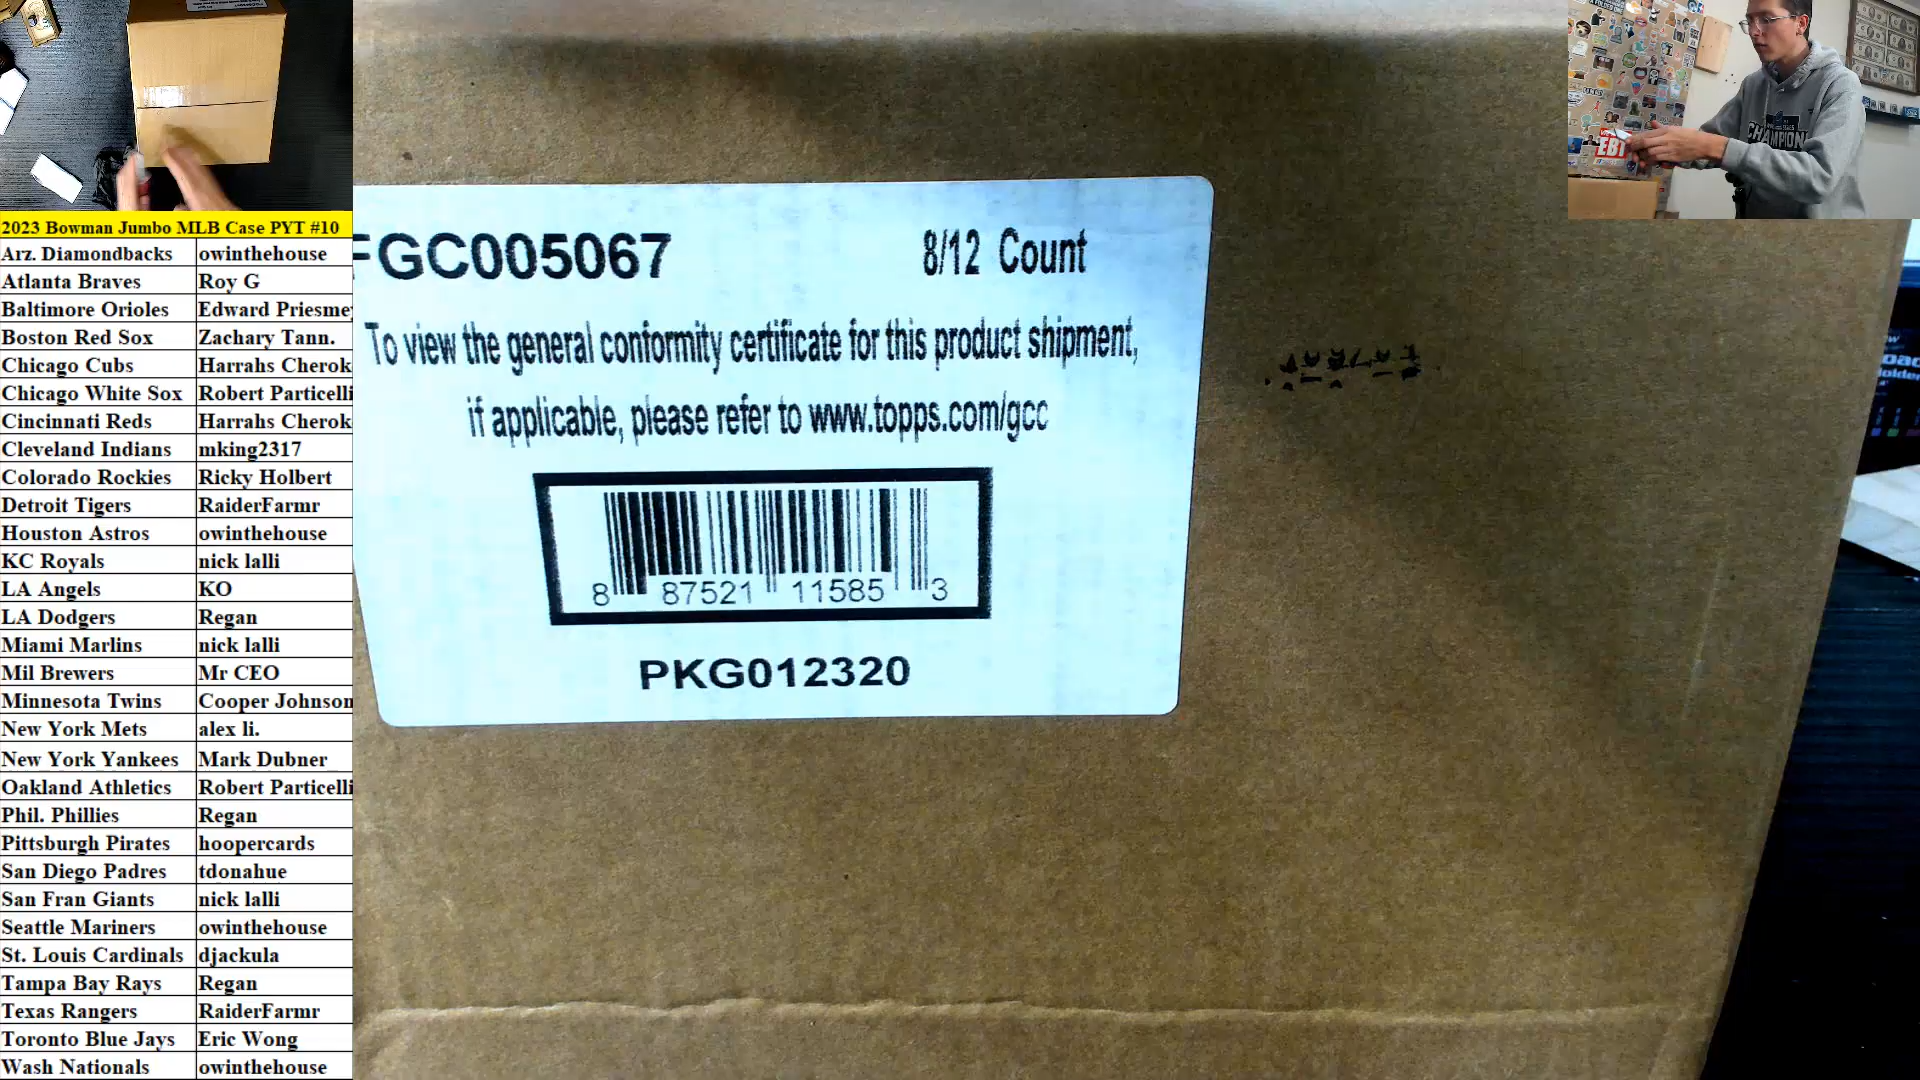 2023 Bowman Jumbo MLB Case PYT #10
Arz. Diamondbacks owinthehouse
Atlanta Braves Roy G
Baltimore Orioles Edward Priesmey
Boston Red Sox Zachary Tann.
Chicago Cubs Harrahs Cherok
Chicago White Sox Robert Particelli
Cincinnati Reds Harrahs Cherok
Cleveland Indians mking2317
Colorado Rockies Ricky Holbert
Detroit Tigers RaiderFarmr
Houston Astros owinthehouse
KC Royals nick lalli
LA Angels KO
LA Dodgers Regan
Miami Marlins nick lalli
Mil Brewers Mr CEO
Minnesota Twins Cooper Johnson
New York Mets alex li.
New York Yankees Mark Dubner
Oakland Athletics Robert Particelli
Phil. Phillies Regan
Pittsburgh Pirates hoopercards
San Diego Padres tdonahue
San Fran Giants nick lalli
Seattle Mariners owinthehouse
St. Louis Cardinals djackula
Tampa Bay Rays Regan
Texas Rangers RaiderFarmr
Toronto Blue Jays Eric Wong
Wash Nationals owinthehouse
FGC005067 8/12 Count
To view the general conformity certificate for this product shipment,
if applicable, please refer to www.topps.com/gcc
8 87521 11585 3
PKG012320
CHAMPION